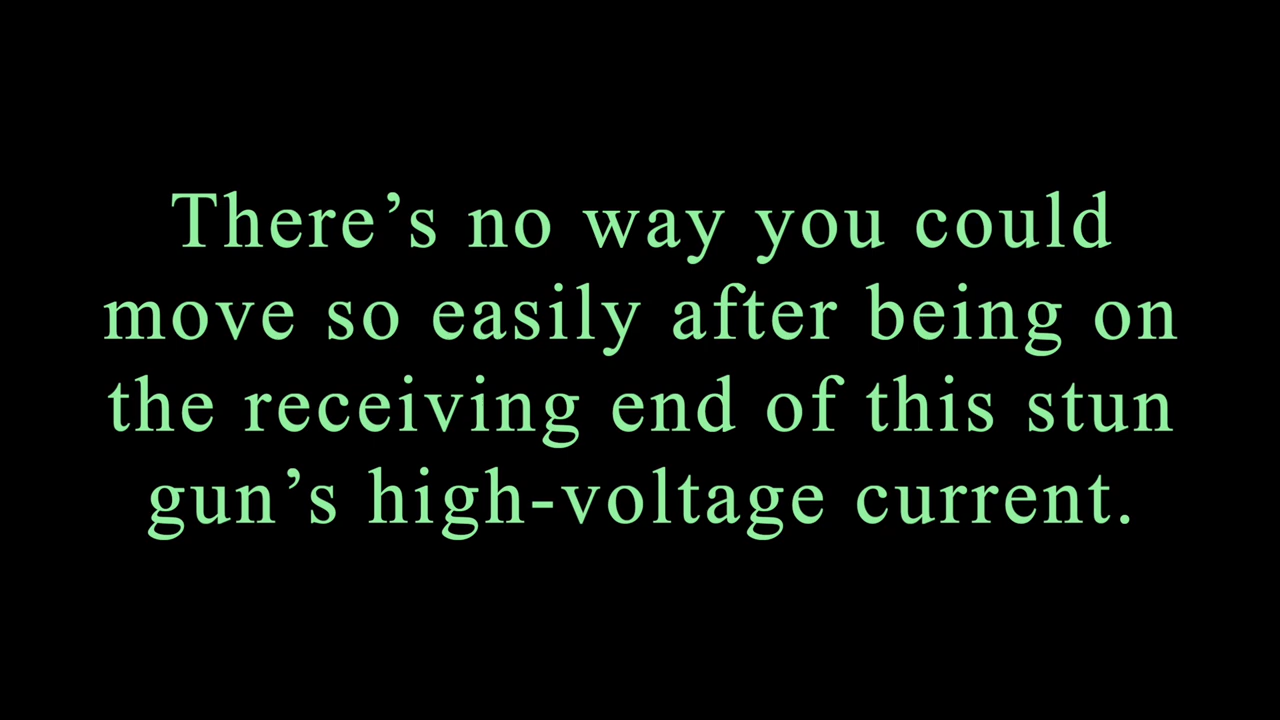 There’s no way you could
move so easily after being on
the receiving end of this stun
gun’s high-voltage current.